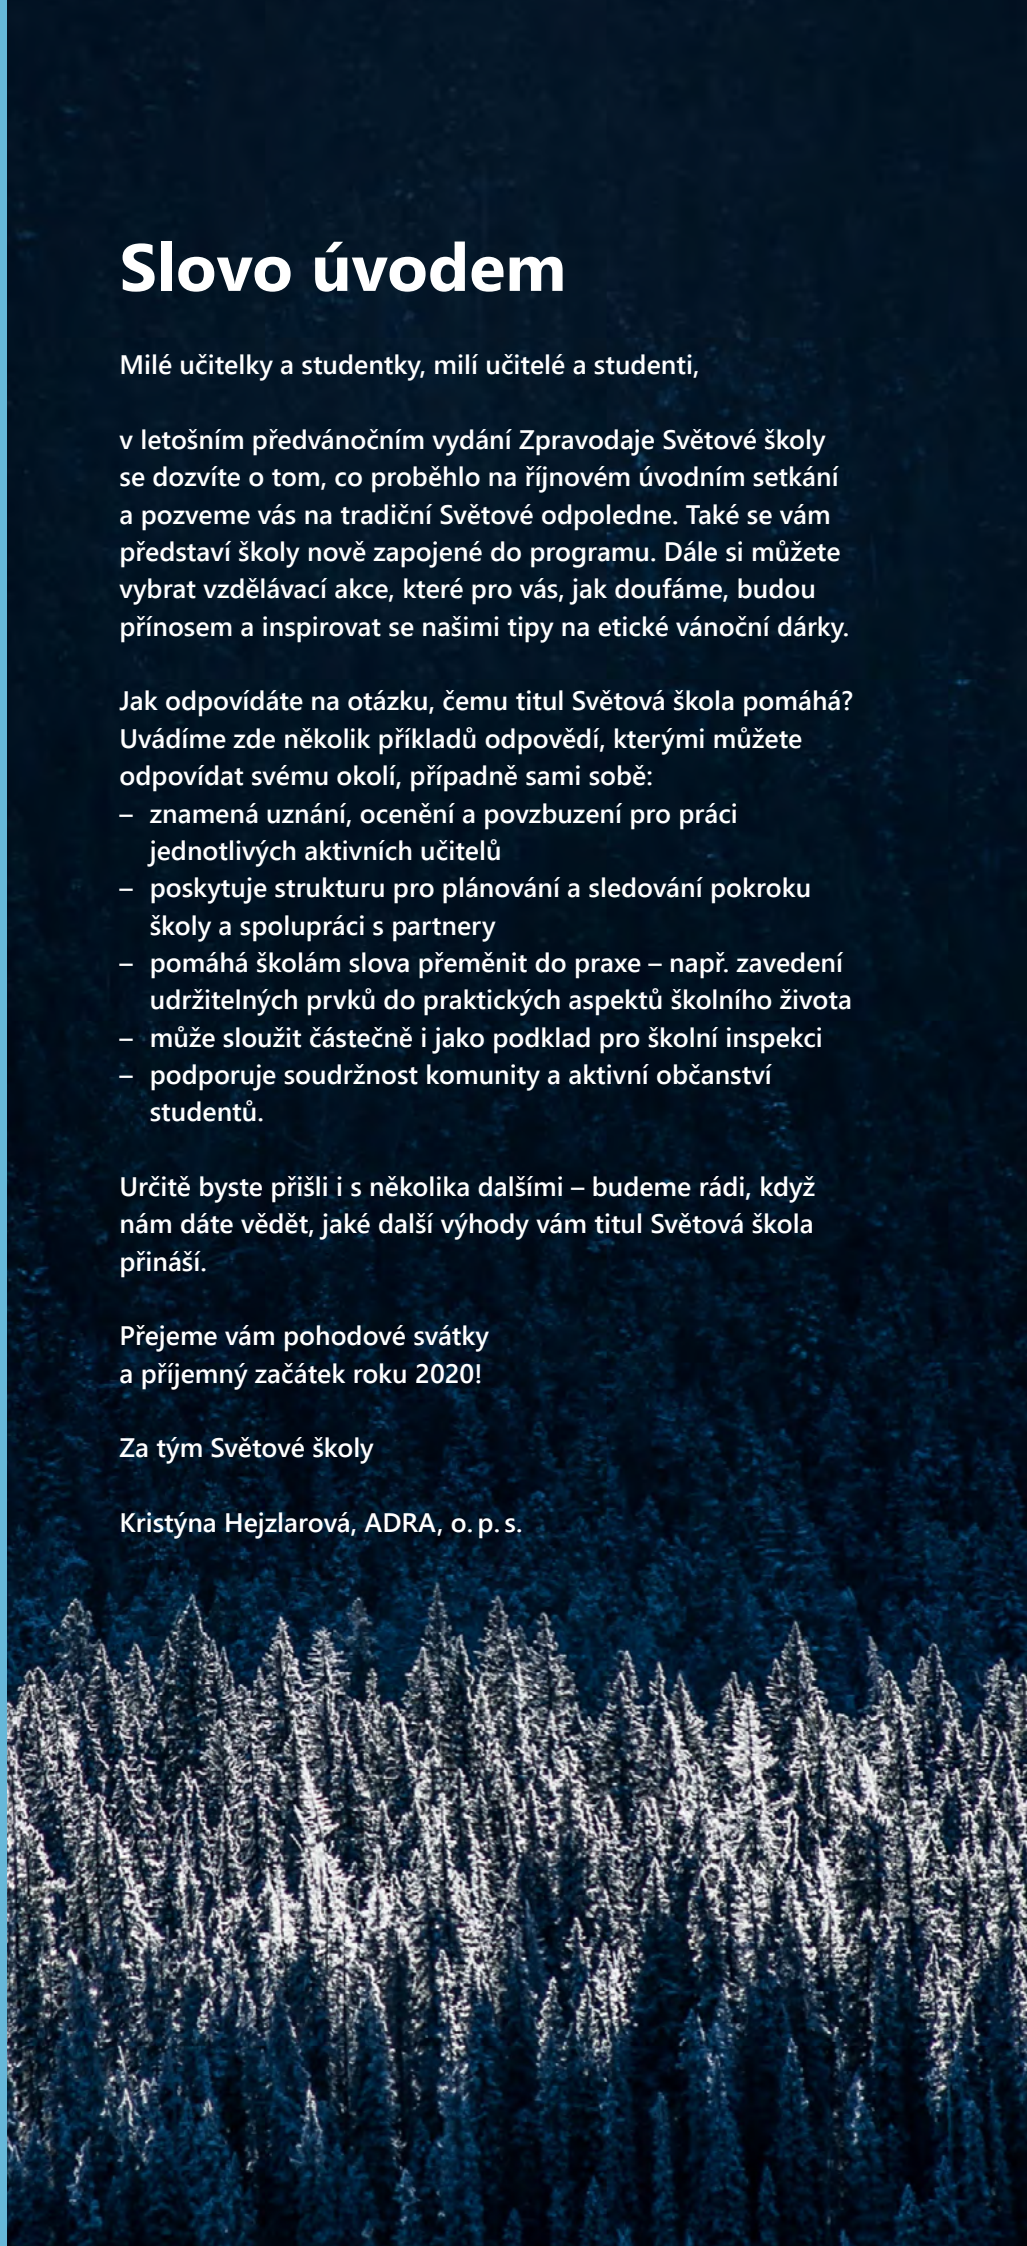 Slovo úvodem
Milé učitelky a studentky, milí učitelé a studenti,
v letošním předvánočním vydání Zpravodaje Světové školy
se dozvíte o tom, co proběhlo na říjnovém úvodním setkání
a pozveme vás na tradiční Světové odpoledne. Také se vám
představí školy nově zapojené do programu. Dále si můžete
vybrat vzdělávací akce, které pro vás, jak doufáme, budou
přínosem a inspirovat se našimi tipy na etické vánoční dárky.
Jak odpovídáte na otázku, čemu titul Světová škola pomáhá?
Uvádíme zde několik příkladů odpovědí, kterými můžete
odpovídat svému okolí, případně sami sobě:
– znamená uznání, ocenění a povzbuzení pro práci
jednotlivých aktivních učitelů
– poskytuje strukturu pro plánování a sledování pokroku
školy a spolupráci s partnery
– pomáhá školám slova přeměnit do praxe – např. zavedení
udržitelných prvků do praktických aspektů školního života
– může sloužit částečně i jako podklad pro školní inspekci
– podporuje soudržnost komunity a aktivní občanství
studentů.
Určitě byste přišli i s několika dalšími – budeme rádi, když
nám dáte vědět, jaké další výhody vám titul Světová škola
přináší.
Přejeme vám pohodové svátky
a příjemný začátek roku 2020!
Za tým Světové školy
Kristýna Hejzlarová, ADRA, o. p. s.